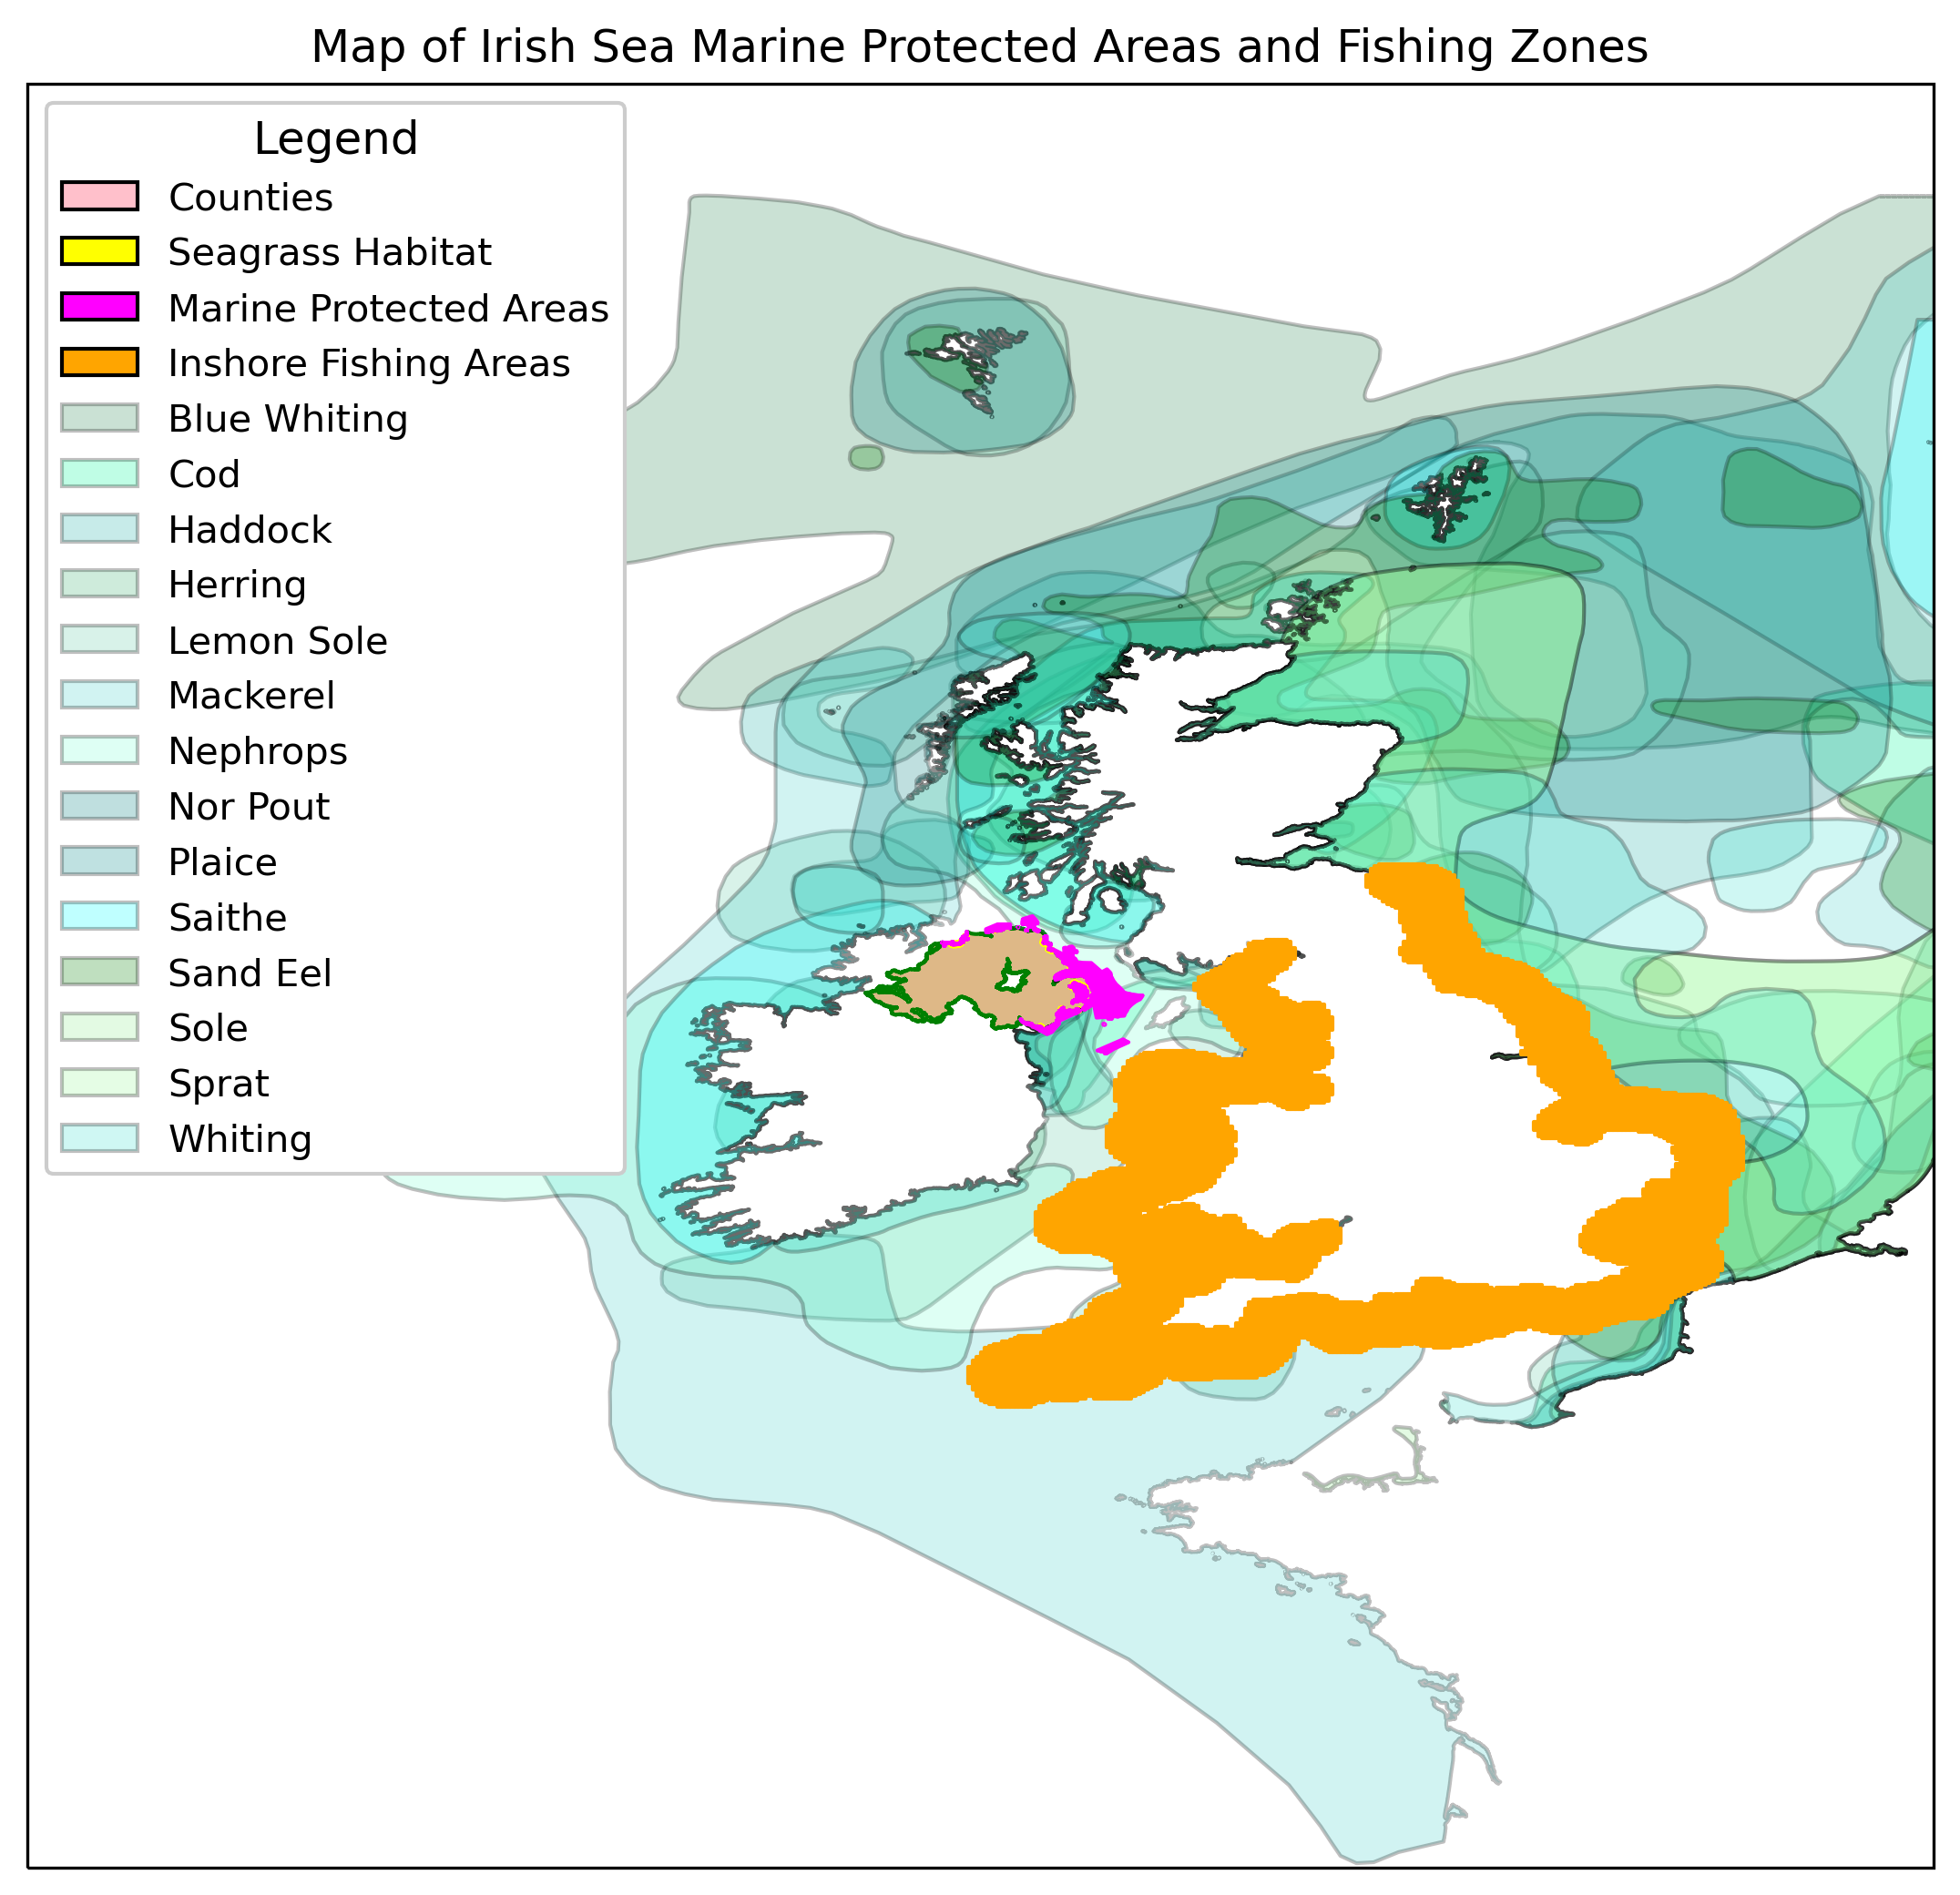 Map of Irish Sea Marine Protected Areas and Fishing Zones
Legend
Counties
Seagrass Habitat
Marine Protected Areas
Inshore Fishing Areas
Blue Whiting
Cod
Haddock
Herring
Lemon Sole
Mackerel
Nephrops
Nor Pout
Plaice
Saithe
Sand Eel
Sole
Sprat
Whiting